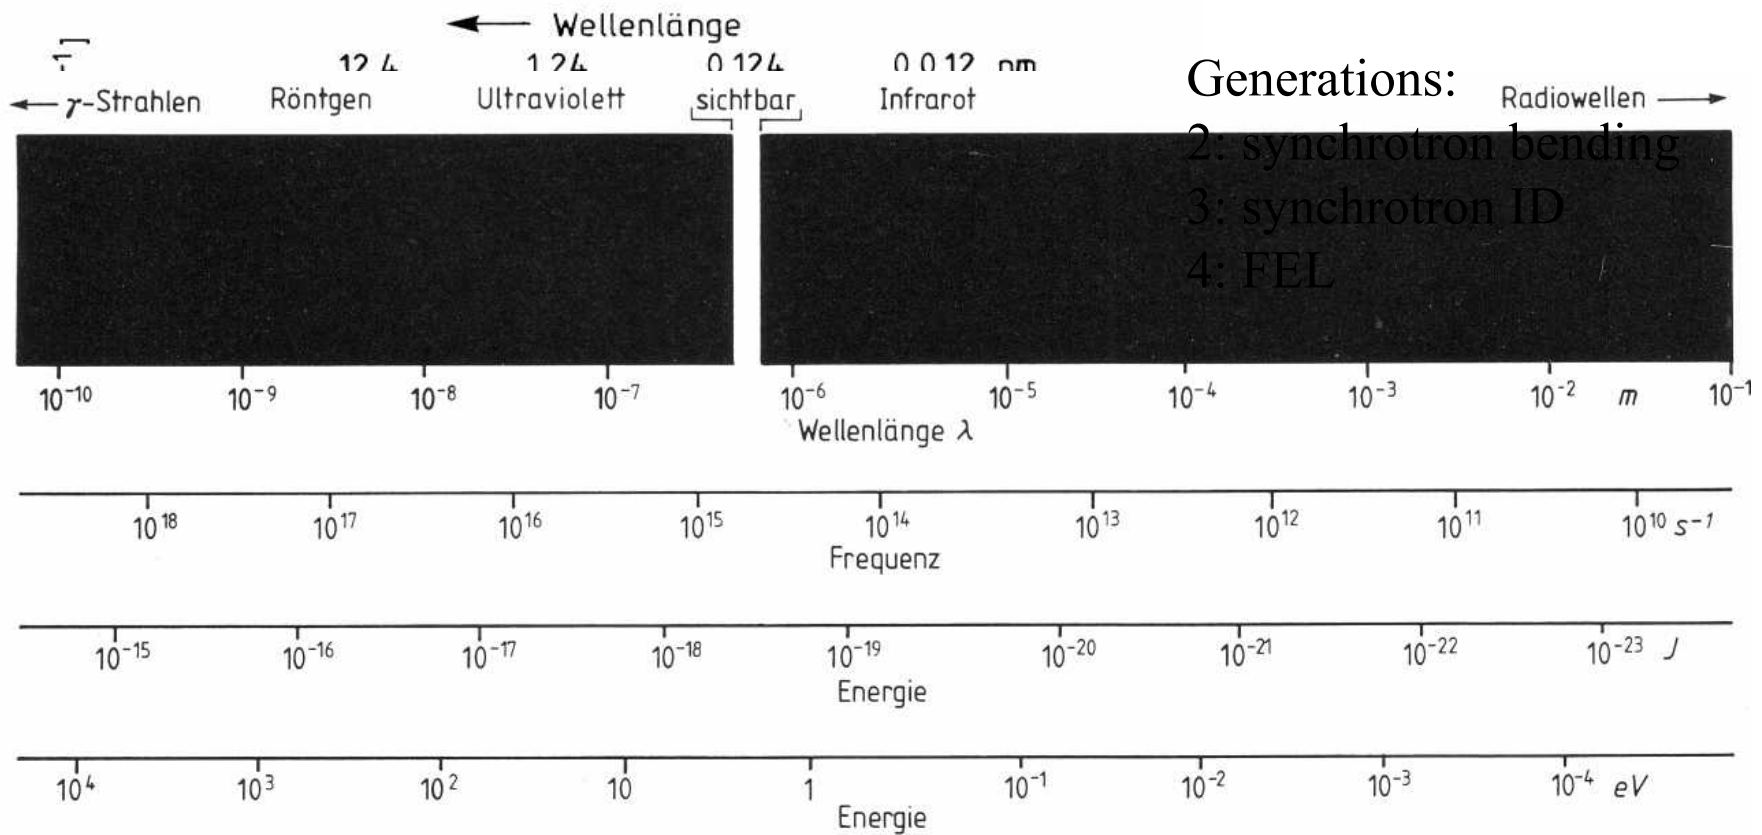 Wellenlänge
12.4 1.24 0.124 0.012 nm
γ-Strahlen Röntgen Ultraviolett sichtbar Infrarot Radiowellen
Generations:
2: synchrotron bending
3: synchrotron ID
4: FEL
10⁻¹⁰ 10⁻⁹ 10⁻⁸ 10⁻⁷ 10⁻⁶ 10⁻⁵ 10⁻⁴ 10⁻³ 10⁻² m 10⁻¹
Wellenlänge λ
10¹⁸ 10¹⁷ 10¹⁶ 10¹⁵ 10¹⁴ 10¹³ 10¹² 10¹¹ 10¹⁰ s⁻¹
Frequenz
10⁻¹⁵ 10⁻¹⁶ 10⁻¹⁷ 10⁻¹⁸ 10⁻¹⁹ 10⁻²⁰ 10⁻²¹ 10⁻²² 10⁻²³ J
Energie
10⁴ 10³ 10² 10 1 10⁻¹ 10⁻² 10⁻³ 10⁻⁴ eV
Energie